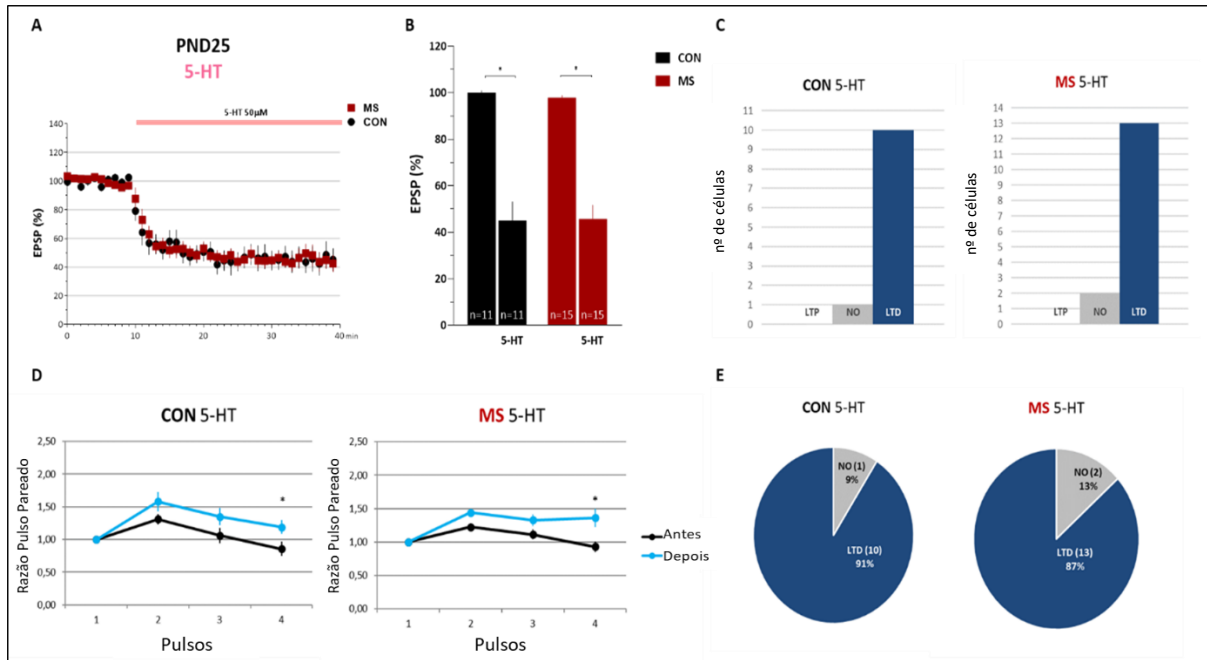 A
PND25
5-HT
5-HT 50µM
MS
CON
140
120
100
80
60
40
20
0
EPSP (%)
0
10
20
30
40 min
B
CON
MS
120
100
80
60
40
20
0
EPSP (%)
*
*
n=11
n=11
n=15
n=15
5-HT
5-HT
C
CON 5-HT
11
10
9
8
7
6
5
4
3
2
1
0
nº de células
LTP
NO
LTD
MS 5-HT
14
13
12
11
10
9
8
7
6
5
4
3
2
1
0
nº de células
LTP
NO
LTD
D
CON 5-HT
2,50
2,00
1,50
1,00
0,50
0,00
Razão Pulso Pareado
*
1
2
3
4
Pulsos
MS 5-HT
2,50
2,00
1,50
1,00
0,50
0,00
Razão Pulso Pareado
*
1
2
3
4
Pulsos
Antes
Depois
E
CON 5-HT
NO (1)
9%
LTD (10)
91%
MS 5-HT
NO (2)
13%
LTD (13)
87%